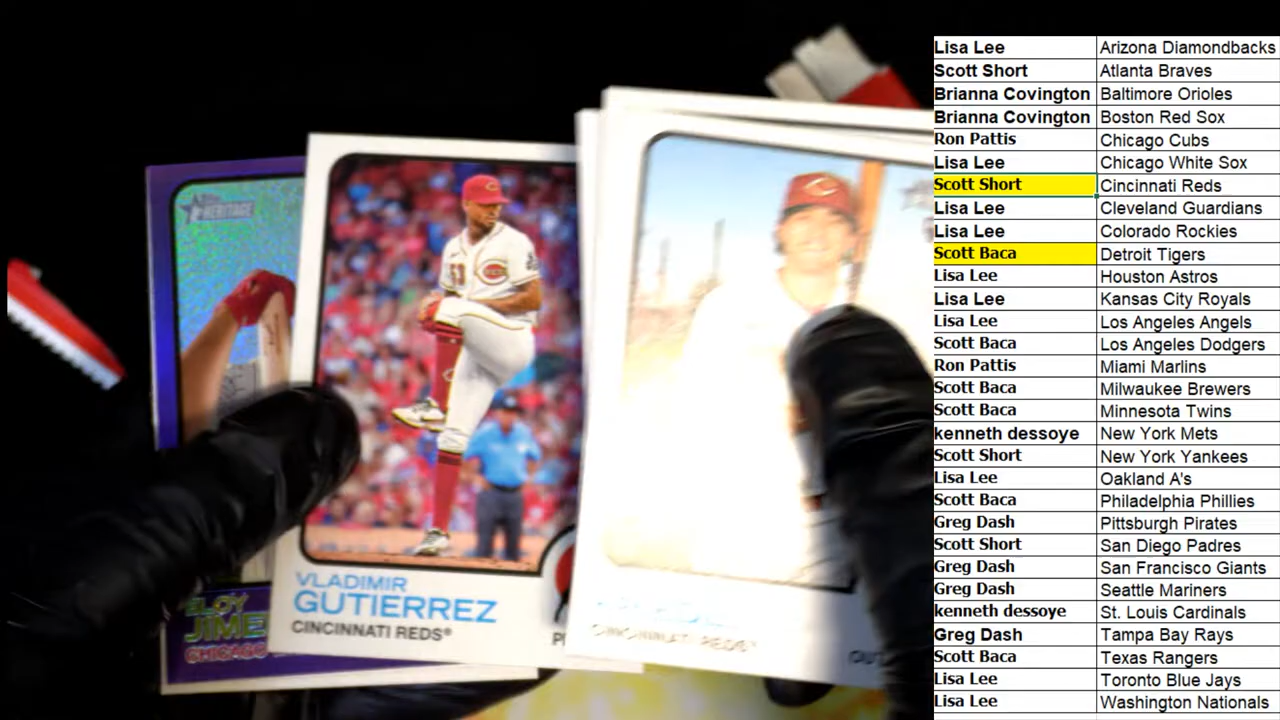 HERITAGE
ELOY
JIME
CHICAGO
VLADIMIR
GUTIERREZ
CINCINNATI REDS®
CINCINNATI REDS®
Lisa Lee Arizona Diamondbacks
Scott Short Atlanta Braves
Brianna Covington Baltimore Orioles
Brianna Covington Boston Red Sox
Ron Pattis Chicago Cubs
Lisa Lee Chicago White Sox
Scott Short Cincinnati Reds
Lisa Lee Cleveland Guardians
Lisa Lee Colorado Rockies
Scott Baca Detroit Tigers
Lisa Lee Houston Astros
Lisa Lee Kansas City Royals
Lisa Lee Los Angeles Angels
Scott Baca Los Angeles Dodgers
Ron Pattis Miami Marlins
Scott Baca Milwaukee Brewers
Scott Baca Minnesota Twins
kenneth dessoye New York Mets
Scott Short New York Yankees
Lisa Lee Oakland A's
Scott Baca Philadelphia Phillies
Greg Dash Pittsburgh Pirates
Scott Short San Diego Padres
Greg Dash San Francisco Giants
Greg Dash Seattle Mariners
kenneth dessoye St. Louis Cardinals
Greg Dash Tampa Bay Rays
Scott Baca Texas Rangers
Lisa Lee Toronto Blue Jays
Lisa Lee Washington Nationals